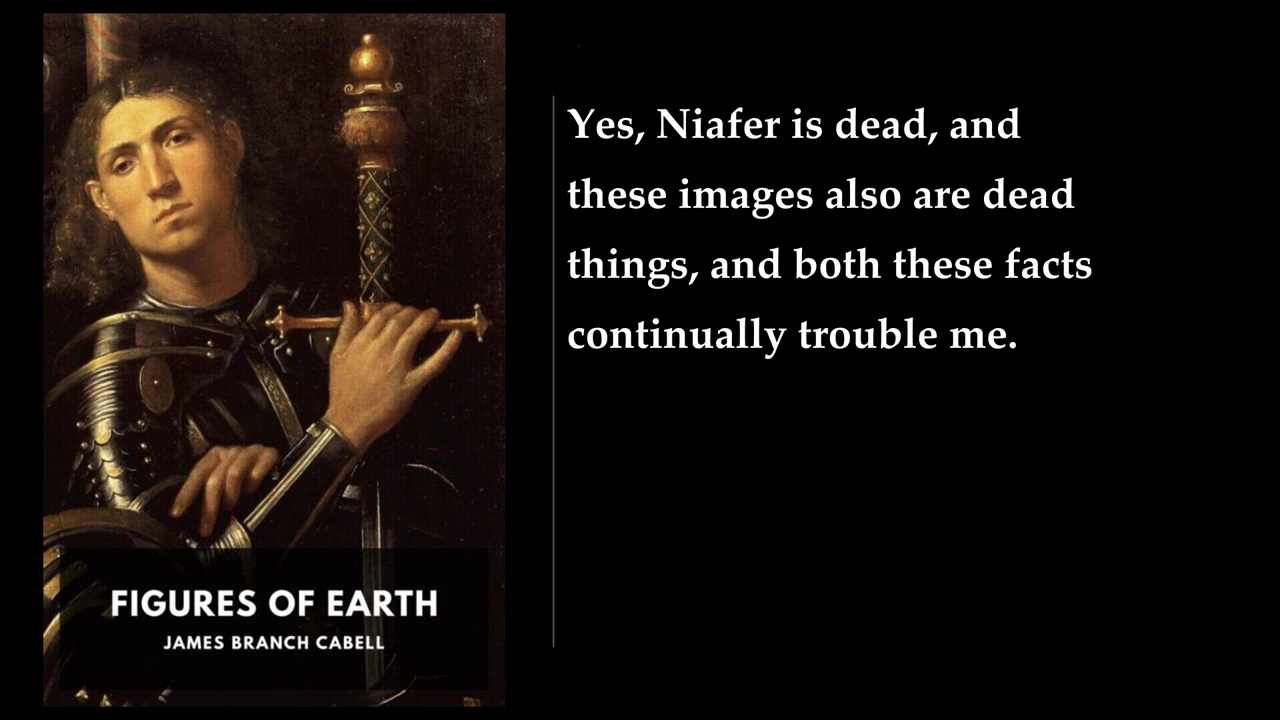 FIGURES OF EARTH
JAMES BRANCH CABELL
Yes, Niafer is dead, and
these images also are dead
things, and both these facts
continually trouble me.